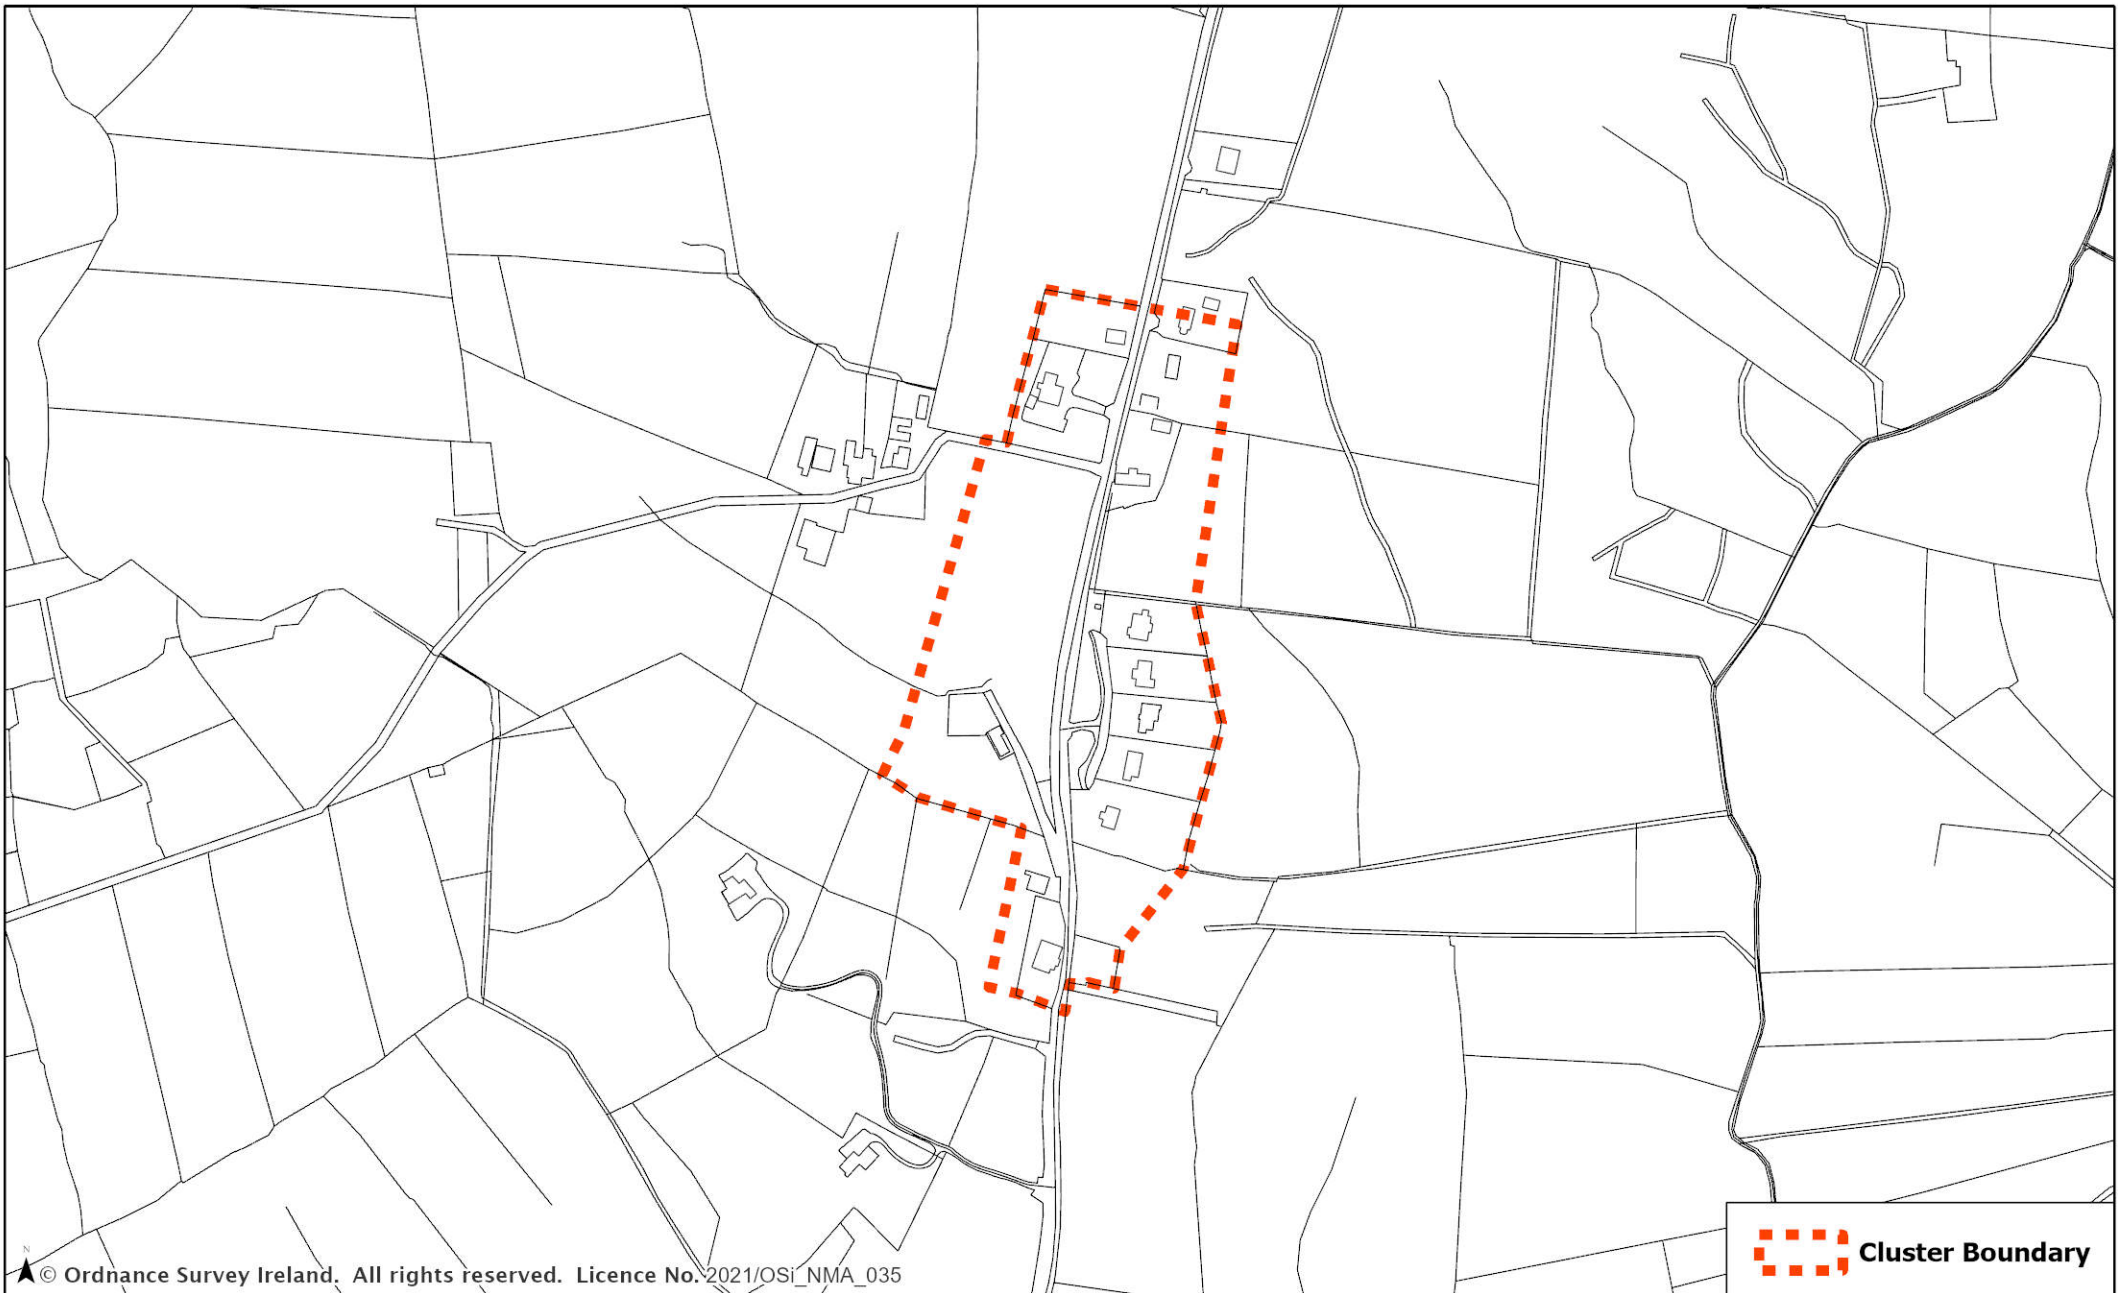 Cluster Boundary
N
© Ordnance Survey Ireland. All rights reserved. Licence No. 2021/OSi_NMA_035